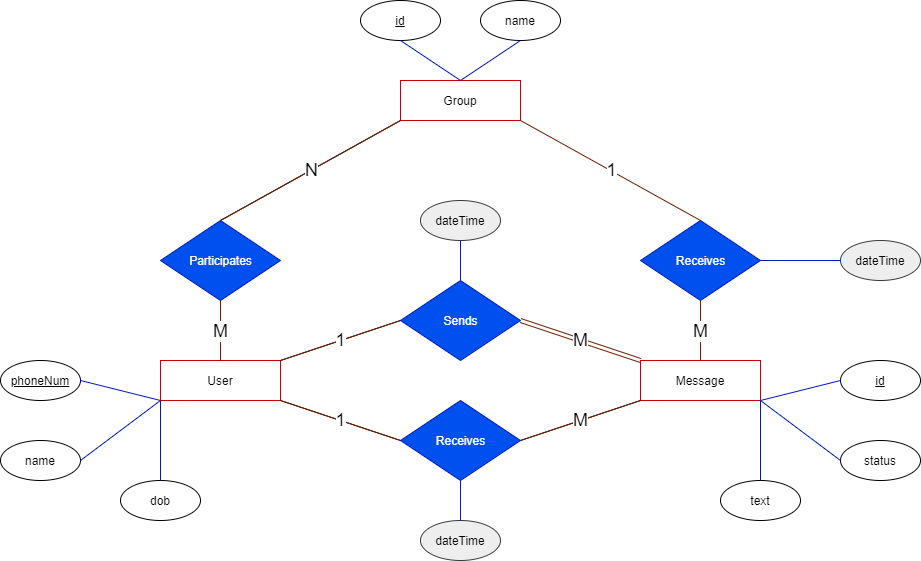 id
name
Group
N
1
dateTime
Participates
Receives
dateTime
Sends
M
M
1
M
phoneNum
User
Message
id
1
M
Receives
name
status
dob
text
dateTime